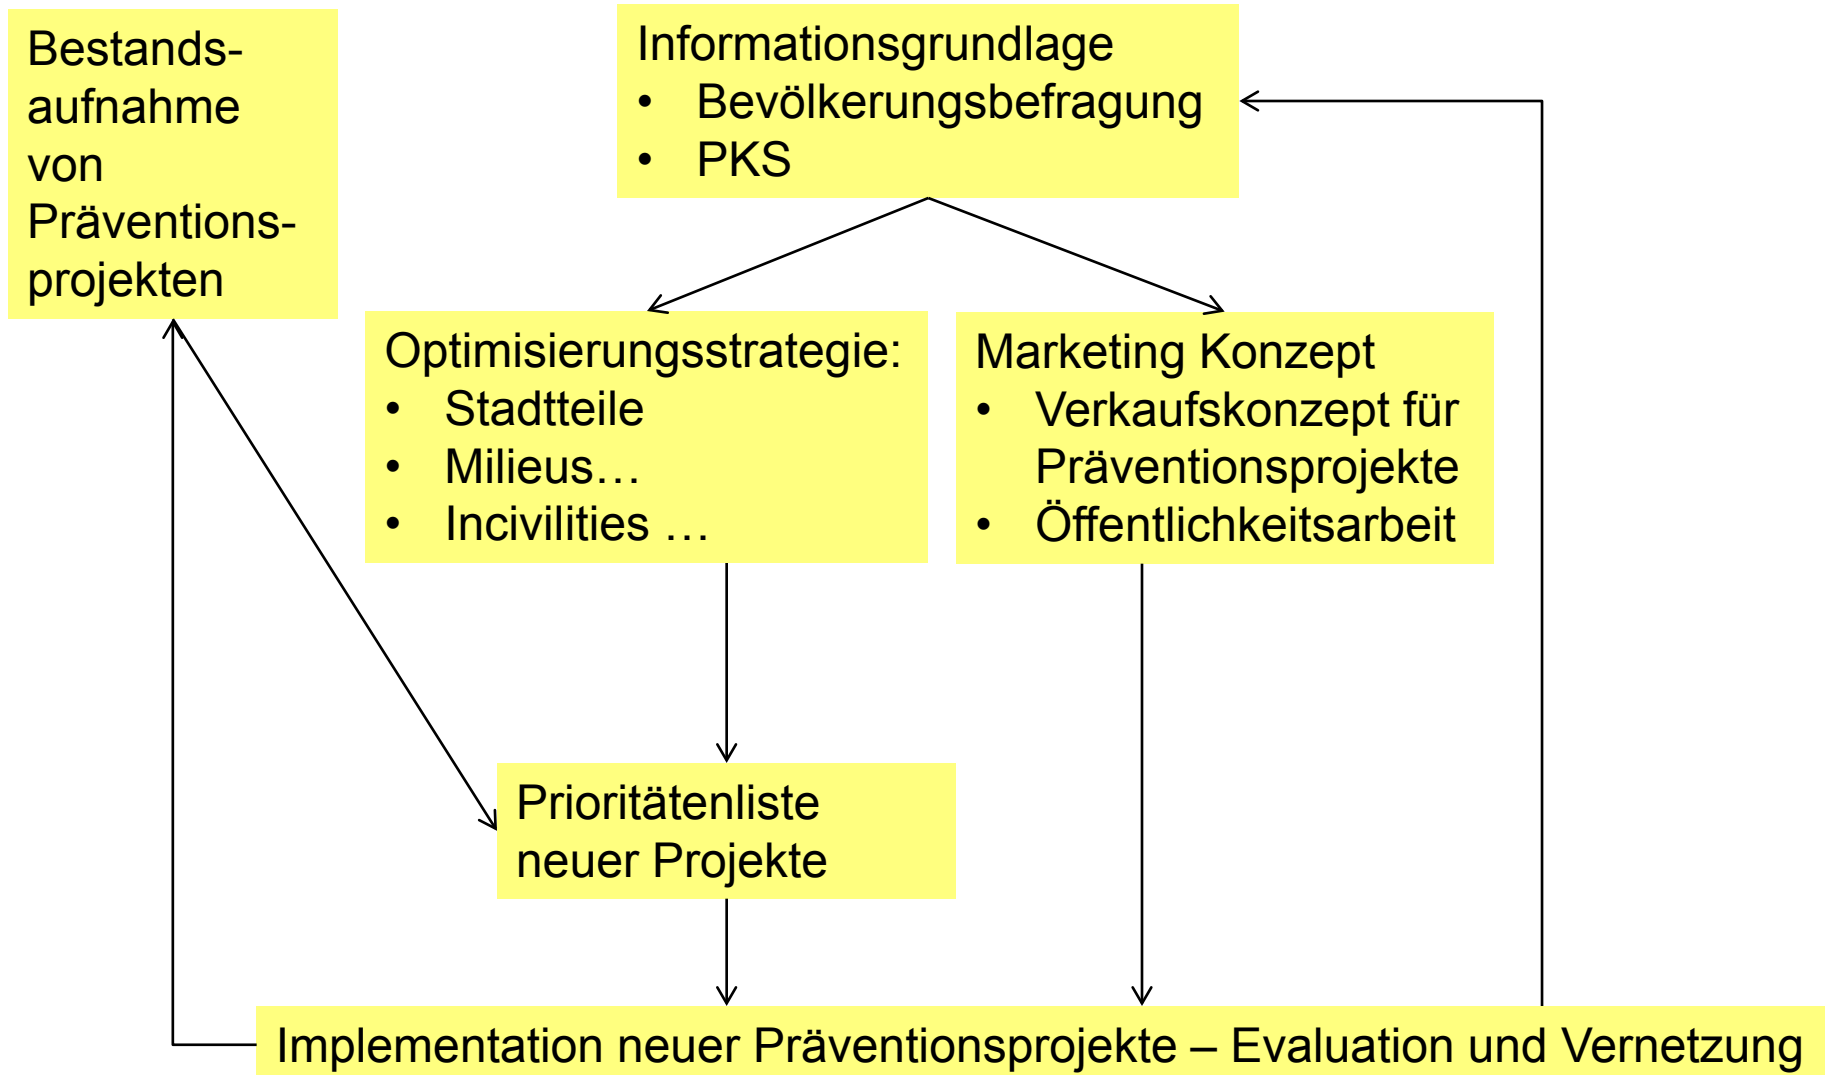 Bestands-
aufnahme
von
Präventions-
projekten
Informationsgrundlage
• Bevölkerungsbefragung
• PKS
Optimisierungsstrategie:
• Stadtteile
• Milieus…
• Incivilities …
Marketing Konzept
• Verkaufskonzept für
Präventionsprojekte
• Öffentlichkeitsarbeit
Prioritätenliste
neuer Projekte
Implementation neuer Präventionsprojekte – Evaluation und Vernetzung